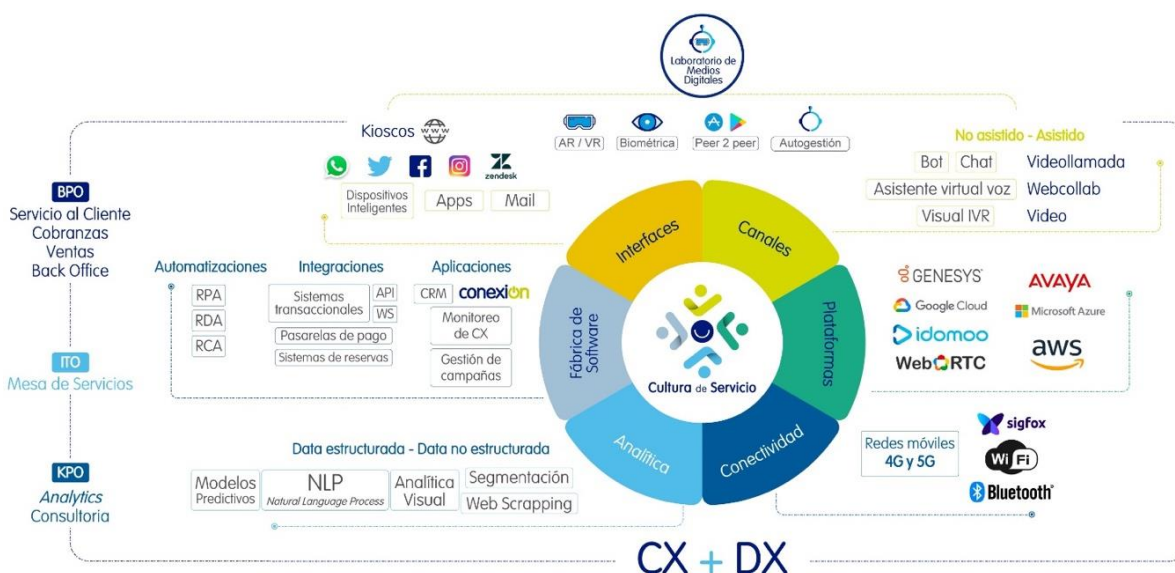 Laboratorio de
Medios
Digitales
Kioscos
www
AR / VR
Biométrica
Peer 2 peer
Autogestión
zendesk
Dispositivos
Inteligentes
Apps
Mail
No asistido - Asistido
Bot
Chat
Videollamada
Asistente virtual voz
Webcollab
Visual IVR
Video
BPO
Servicio al Cliente
Cobranzas
Ventas
Back Office
ITO
Mesa de Servicios
KPO
Analytics
Consultoria
Automatizaciones
RPA
RDA
RCA
Integraciones
Sistemas
transaccionales
API
WS
Pasarelas de pago
Sistemas de reservas
Aplicaciones
CRM
conexión
Monitoreo
de CX
Gestión de
campañas
Interfaces
Canales
Plataformas
Conectividad
Analítica
Fábrica de
Software
Cultura de Servicio
GENESYS
AVAYA
Google Cloud
Microsoft Azure
idomoo
WebRTC
aws
Data estructurada - Data no estructurada
Modelos
Predictivos
NLP
Natural Language Process
Analítica
Visual
Segmentación
Web Scrapping
Redes móviles
4G y 5G
sigfox
WiFi
Bluetooth
CX + DX